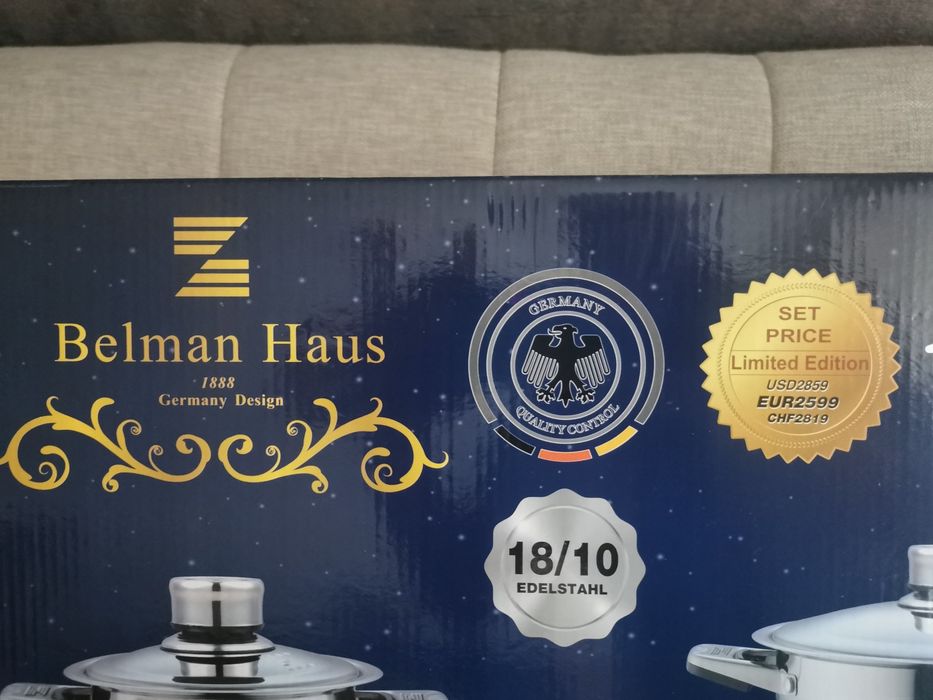 Belman Haus
1888
Germany Design
GERMANY
QUALITY CONTROL
SET
PRICE
Limited Edition
USD2859
EUR2599
CHF2819
18/10
EDELSTAHL